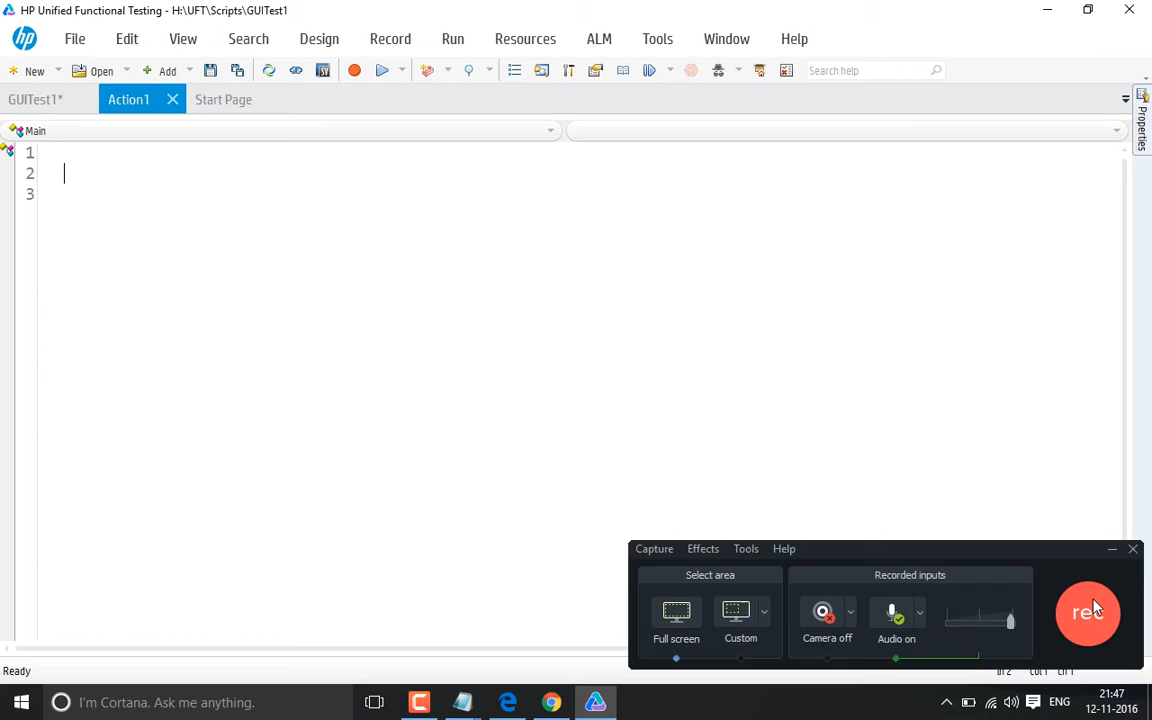 HP Unified Functional Testing - H:\UFT\Scripts\GUITest1
hp File Edit View Search Design Record Run Resources ALM Tools Window Help
New Open Add Search help
GUITest1* Action1 Start Page
Main
Properties
1
2
3
Capture Effects Tools Help
Select area Recorded inputs
rec
Full screen Custom Camera off Audio on
Ready
I'm Cortana. Ask me anything.
ENG
21:47
12-11-2016